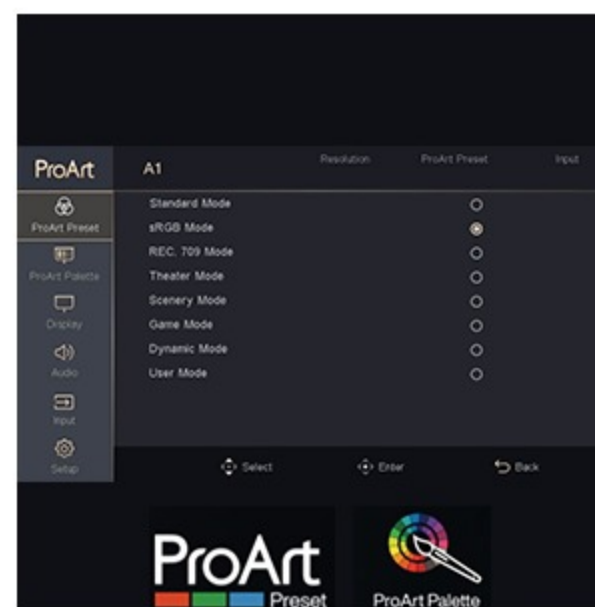 ProArt
A1
Resolution
ProArt Preset
Input
ProArt Preset
ProArt Palette
Display
Audio
Input
Setup
Standard Mode
sRGB Mode
REC. 709 Mode
Theater Mode
Scenery Mode
Game Mode
Dynamic Mode
User Mode
Select
Enter
Back
ProArt
Preset
ProArt Palette